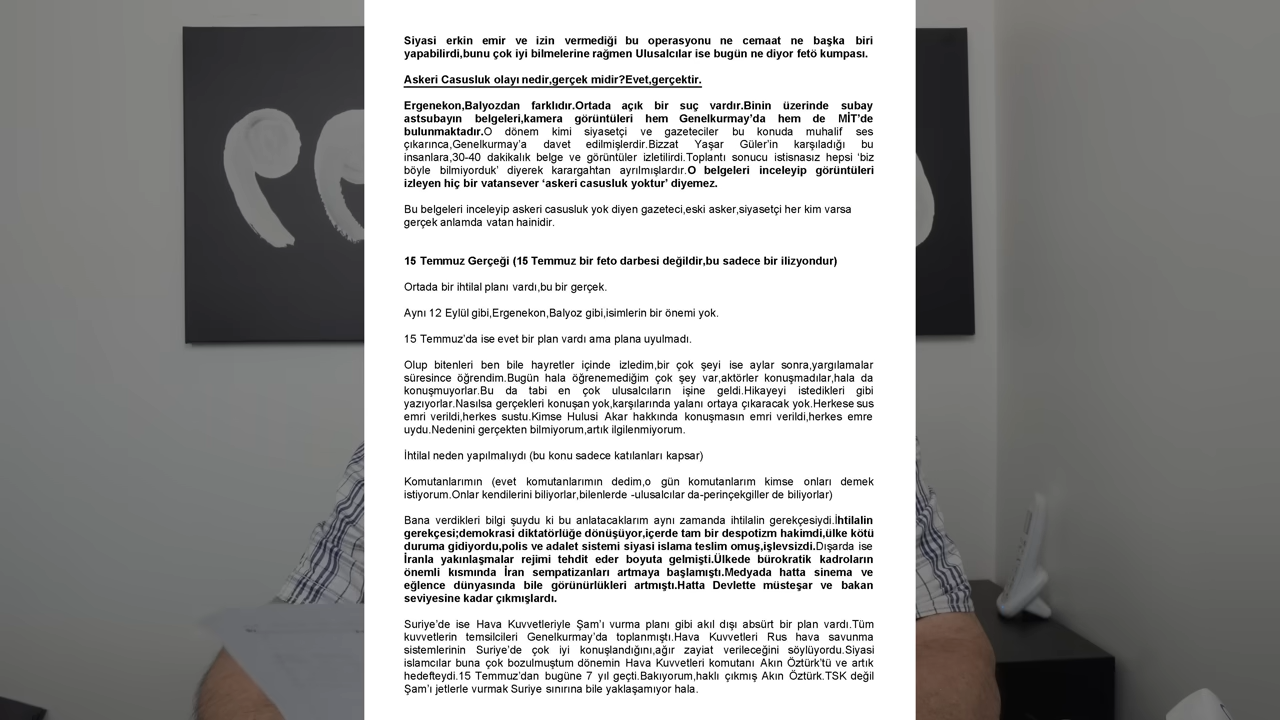 Siyasi erkin emir ve izin vermediği bu operasyonu ne cemaat ne başka biri
yapabilirdi,bunu çok iyi bilmelerine rağmen Ulusalcılar ise bugün ne diyor fetö kumpası.
Askeri Casusluk olayı nedir,gerçek midir?Evet,gerçektir.
Ergenekon,Balyozdan farklıdır.Ortada açık bir suç vardır.Binin üzerinde subay
astsubayın belgeleri,kamera görüntüleri hem Genelkurmay’da hem de MİT’de
bulunmaktadır.O dönem kimi siyasetçi ve gazeteciler bu konuda muhalif ses
çıkarınca,Genelkurmay’a davet edilmişlerdir.Bizzat Yaşar Güler’in karşıladığı bu
insanlara,30-40 dakikalık belge ve görüntüler izletilirdi.Toplantı sonucu istisnasız hepsi ‘biz
böyle bilmiyorduk’ diyerek karargahtan ayrılmışlardır.O belgeleri inceleyip görüntüleri
izleyen hiç bir vatansever ‘askeri casusluk yoktur’ diyemez.
Bu belgeleri inceleyip askeri casusluk yok diyen gazeteci,eski asker,siyasetçi her kim varsa
gerçek anlamda vatan hainidir.
15 Temmuz Gerçeği (15 Temmuz bir feto darbesi değildir,bu sadece bir ilizyondur)
Ortada bir ihtilal planı vardı,bu bir gerçek.
Aynı 12 Eylül gibi,Ergenekon,Balyoz gibi,isimlerin bir önemi yok.
15 Temmuz’da ise evet bir plan vardı ama plana uyulmadı.
Olup bitenleri ben bile hayretler içinde izledim,bir çok şeyi ise aylar sonra,yargılamalar
süresince öğrendim.Bugün hala öğrenemediğim çok şey var,aktörler konuşmadılar,hala da
konuşmuyorlar.Bu da tabi en çok ulusalcıların işine geldi.Hikayeyi istedikleri gibi
yazıyorlar.Nasılsa gerçekleri konuşan yok,karşılarında yalanı ortaya çıkaracak yok.Herkese sus
emri verildi,herkes sustu.Kimse Hulusi Akar hakkında konuşmasın emri verildi,herkes emre
uydu.Nedenini gerçekten bilmiyorum,artık ilgilenmiyorum.
İhtilal neden yapılmalıydı (bu konu sadece katılanları kapsar)
Komutanlarımın (evet komutanlarımın dedim,o gün komutanlarım kimse onları demek
istiyorum.Onlar kendilerini biliyorlar,bilenlerde -ulusalcılar da-perinçekgiller de biliyorlar)
Bana verdikleri bilgi şuydu ki bu anlatacaklarım aynı zamanda ihtilalin gerekçesiydi.İhtilalin
gerekçesi;demokrasi diktatörlüğe dönüşüyor,içerde tam bir despotizm hakimdi,ülke kötü
duruma gidiyordu,polis ve adalet sistemi siyasi islama teslim omuş,işlevsizdi.Dışarda ise
İranla yakınlaşmalar rejimi tehdit eder boyuta gelmişti.Ülkede bürokratik kadroların
önemli kısmında İran sempatizanları artmaya başlamıştı.Medyada hatta sinema ve
eğlence dünyasında bile görünürlükleri artmıştı.Hatta Devlette müsteşar ve bakan
seviyesine kadar çıkmışlardı.
Suriye’de ise Hava Kuvvetleriyle Şam’ı vurma planı gibi akıl dışı absürt bir plan vardı.Tüm
kuvvetlerin temsilcileri Genelkurmay’da toplanmıştı.Hava Kuvvetleri Rus hava savunma
sistemlerinin Suriye’de çok iyi konuşlandığını,ağır zayiat verileceğini söylüyordu.Siyasi
islamcılar buna çok bozulmuştum dönemin Hava Kuvvetleri komutanı Akın Öztürk’tü ve artık
hedefteydi.15 Temmuz’dan bugüne 7 yıl geçti.Bakıyorum,haklı çıkmış Akın Öztürk.TSK değil
Şam’ı jetlerle vurmak Suriye sınırına bile yaklaşamıyor hala.